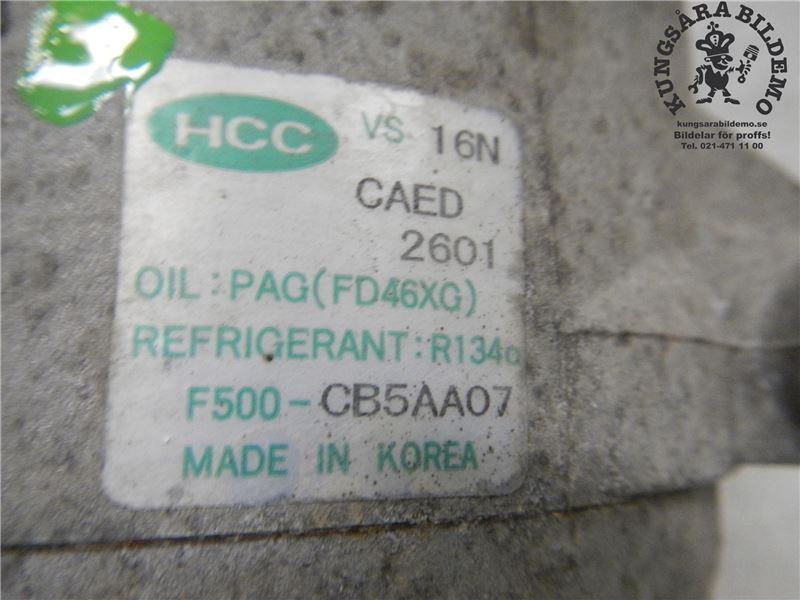 HCC VS 16N
CAED
2601
OIL : PAG(FD46XG)
REFRIGERANT : R134a
F500-CB5AA07
MADE IN KOREA
KUNGSÅRA BILDEMO
kungsarabildemo.se
Bildelar för proffs!
Tel. 021-471 11 00